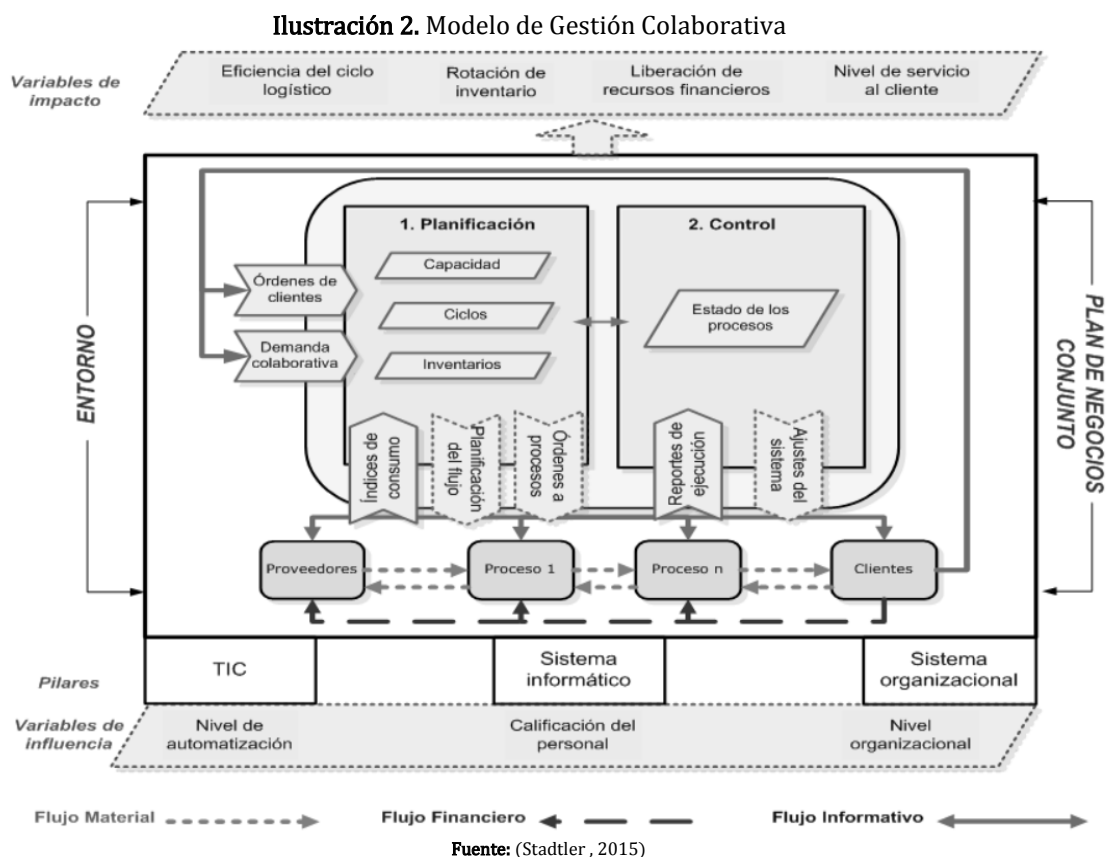 Ilustración 2. Modelo de Gestión Colaborativa
Variables de
impacto
Eficiencia del ciclo
logístico
Rotación de
inventario
Liberación de
recursos financieros
Nivel de servicio
al cliente
ENTORNO
PLAN DE NEGOCIOS
CONJUNTO
1. Planificación
Capacidad
Ciclos
Inventarios
2. Control
Estado de los
procesos
Órdenes de
clientes
Demanda
colaborativa
Índices de
consumo
Planificación
del flujo
Órdenes a
procesos
Reportes de
ejecución
Ajustes del
sistema
Proveedores
Proceso 1
Proceso n
Clientes
Pilares
TIC
Sistema
informático
Sistema
organizacional
Variables de
influencia
Nivel de
automatización
Calificación del
personal
Nivel
organizacional
Flujo Material
Flujo Financiero
Flujo Informativo
Fuente: (Stadtler , 2015)